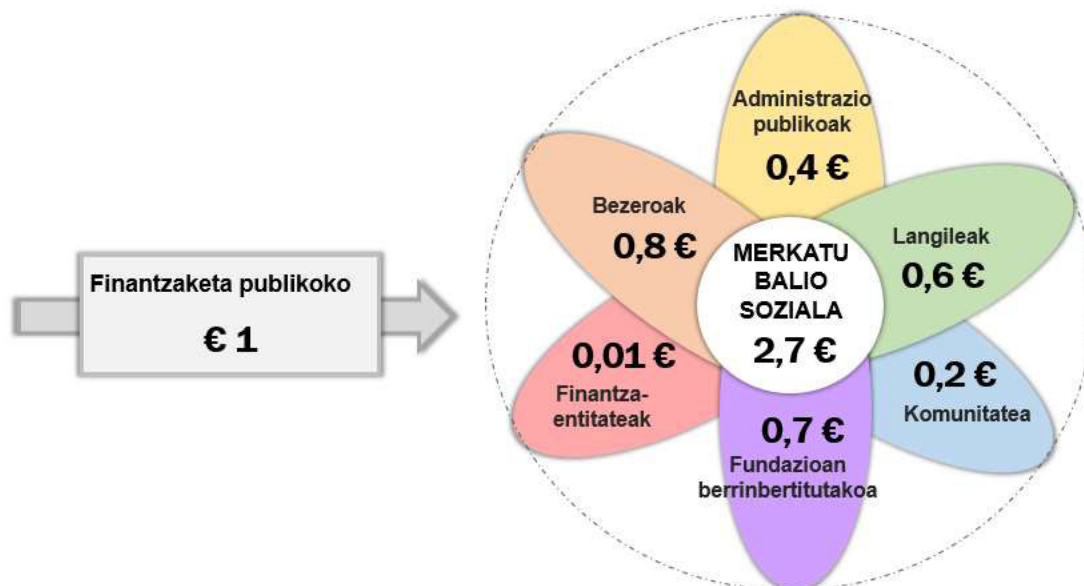 Finantzaketa publikoko
€ 1
Administrazio
publikoak
0,4 €
Bezeroak
0,8 €
Langileak
0,6 €
MERKATU
BALIO
SOZIALA
2,7 €
0,01 €
Finantza-
entitateak
0,2 €
Komunitatea
0,7 €
Fundazioan
berrinbertitutakoa